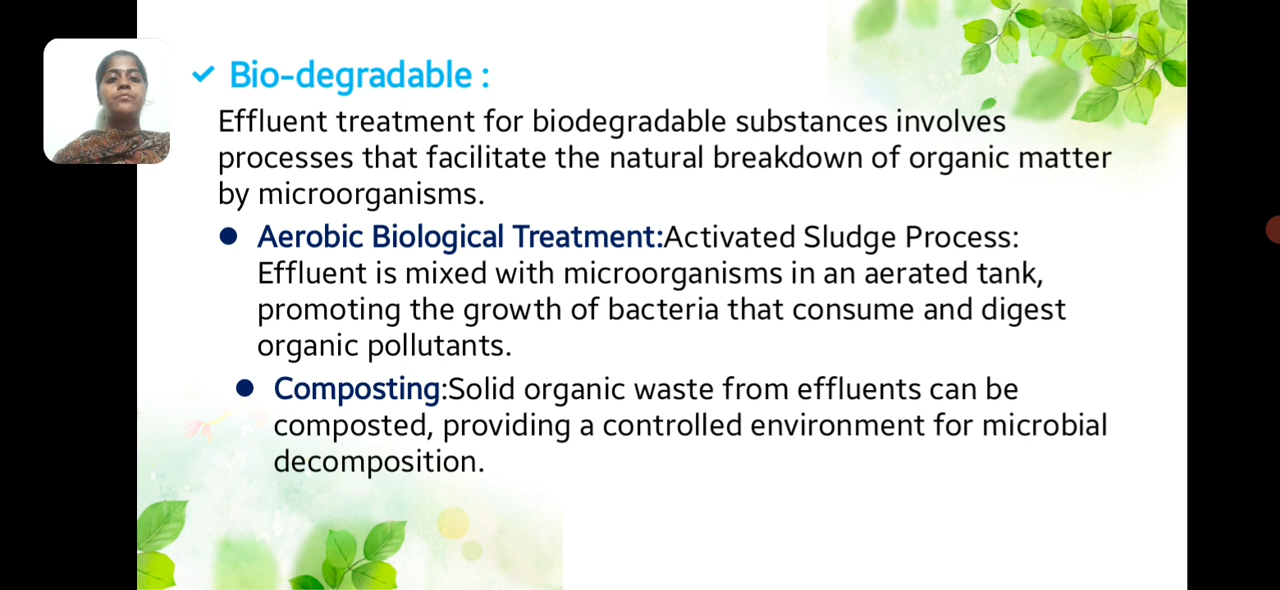 Bio-degradable :
Effluent treatment for biodegradable substances involves
processes that facilitate the natural breakdown of organic matter
by microorganisms.
Aerobic Biological Treatment:Activated Sludge Process:
Effluent is mixed with microorganisms in an aerated tank,
promoting the growth of bacteria that consume and digest
organic pollutants.
Composting:Solid organic waste from effluents can be
composted, providing a controlled environment for microbial
decomposition.